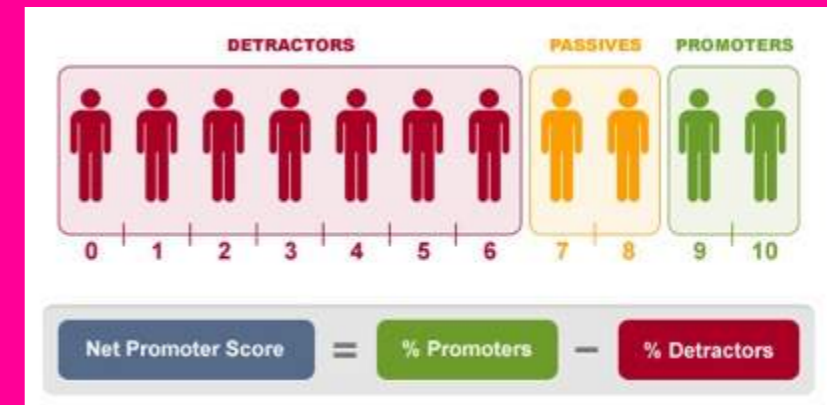 DETRACTORS PASSIVES PROMOTERS
0 1 2 3 4 5 6 7 8 9 10
Net Promoter Score = % Promoters − % Detractors